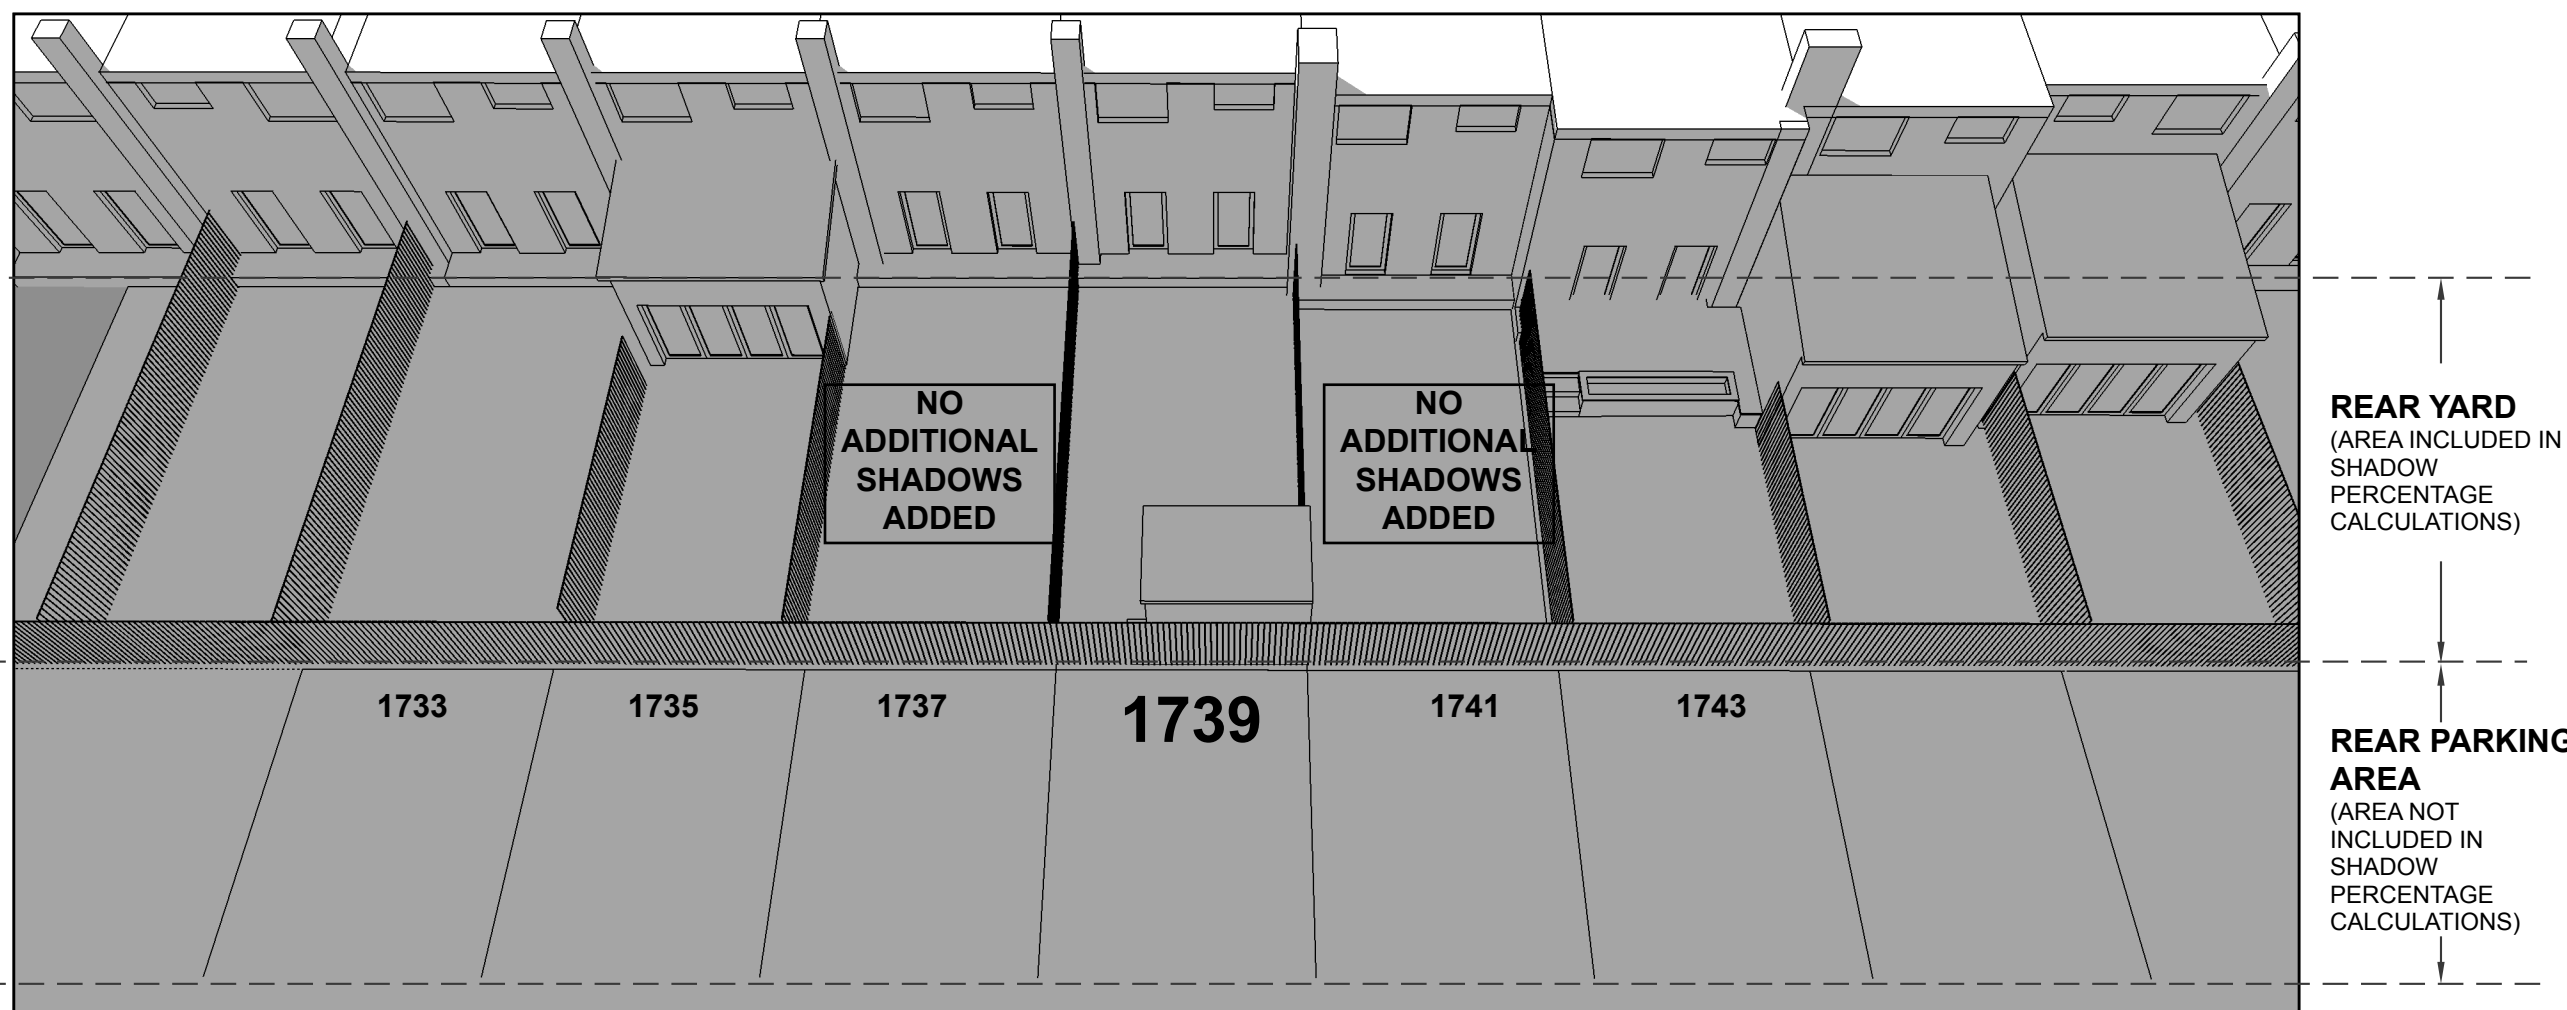 NO
ADDITIONAL
SHADOWS
ADDED
NO
ADDITIONAL
SHADOWS
ADDED
REAR YARD
(AREA INCLUDED IN
SHADOW
PERCENTAGE
CALCULATIONS)
1733
1735
1737
1739
1741
1743
REAR PARKING
AREA
(AREA NOT
INCLUDED IN
SHADOW
PERCENTAGE
CALCULATIONS)